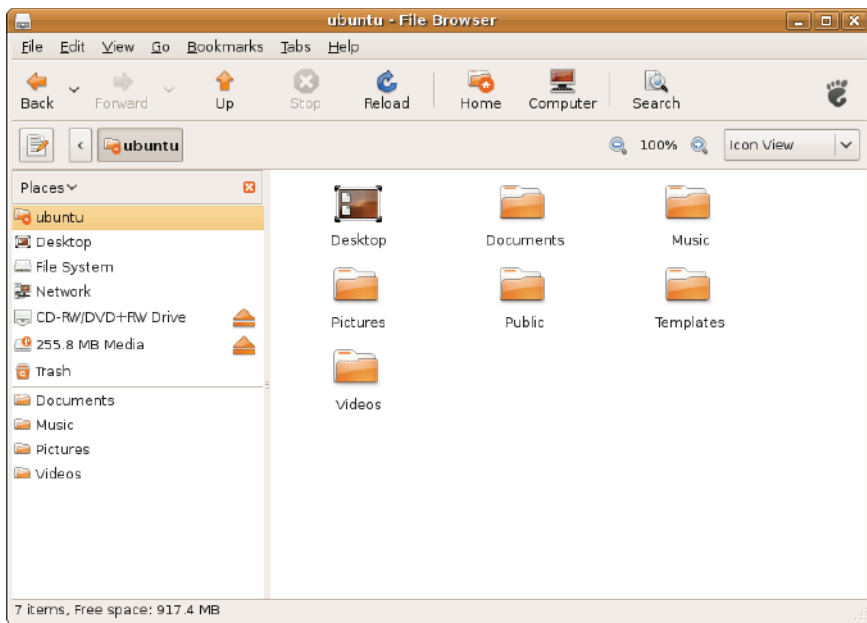 ubuntu - File Browser
File Edit View Go Bookmarks Tabs Help
Back Forward Up Stop Reload Home Computer Search
ubuntu 100% Icon View
Places
ubuntu
Desktop
File System
Network
CD-RW/DVD+RW Drive
255.8 MB Media
Trash
Documents
Music
Pictures
Videos
Desktop Documents Music
Pictures Public Templates
Videos
7 items, Free space: 917.4 MB